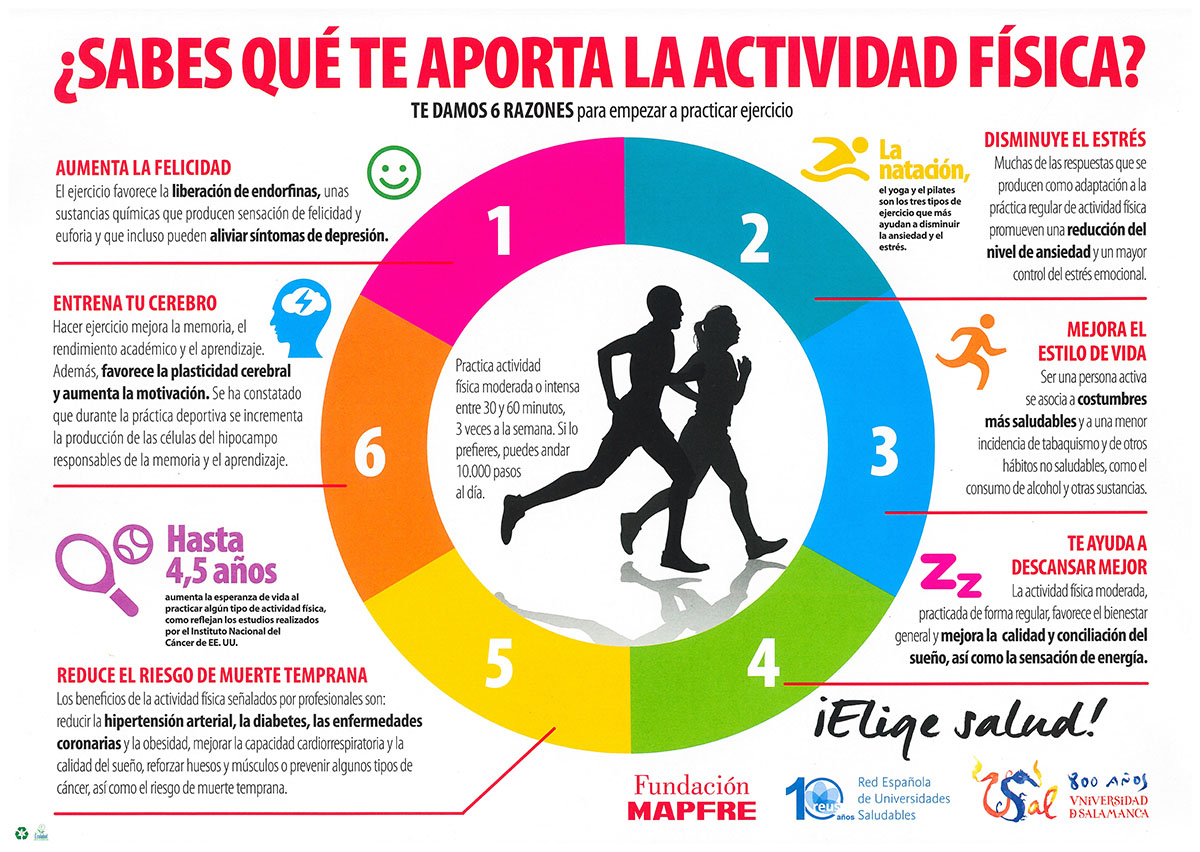 ¿SABES QUÉ TE APORTA LA ACTIVIDAD FÍSICA?
TE DAMOS 6 RAZONES para empezar a practicar ejercicio
AUMENTA LA FELICIDAD
El ejercicio favorece la liberación de endorfinas, unas
sustancias químicas que producen sensación de felicidad y
euforia y que incluso pueden aliviar síntomas de depresión.
1
2
La
natación,
el yoga y el pilates
son los tres tipos de
ejercicio que más
ayudan a disminuir
la ansiedad y el
estrés.
DISMINUYE EL ESTRÉS
Muchas de las respuestas que se
producen como adaptación a la
práctica regular de actividad física
promueven una reducción del
nivel de ansiedad y un mayor
control del estrés emocional.
ENTRENA TU CEREBRO
Hacer ejercicio mejora la memoria, el
rendimiento académico y el aprendizaje.
Además, favorece la plasticidad cerebral
y aumenta la motivación. Se ha constatado
que durante la práctica deportiva se incrementa
la producción de las células del hipocampo
responsables de la memoria y el aprendizaje.
6
Practica actividad
física moderada o intensa
entre 30 y 60 minutos,
3 veces a la semana. Si lo
prefieres, puedes andar
10.000 pasos
al día.
3
MEJORA EL
ESTILO DE VIDA
Ser una persona activa
se asocia a costumbres
más saludables y a una menor
incidencia de tabaquismo y de otros
hábitos no saludables, como el
consumo de alcohol y otras sustancias.
Hasta
4,5 años
aumenta la esperanza de vida al
practicar algún tipo de actividad física,
como reflejan los estudios realizados
por el Instituto Nacional del
Cáncer de EE. UU.
5
4
Zz
TE AYUDA A
DESCANSAR MEJOR
La actividad física moderada,
practicada de forma regular, favorece el bienestar
general y mejora la calidad y conciliación del
sueño, así como la sensación de energía.
REDUCE EL RIESGO DE MUERTE TEMPRANA
Los beneficios de la actividad física señalados por profesionales son:
reducir la hipertensión arterial, la diabetes, las enfermedades
coronarias y la obesidad, mejorar la capacidad cardiorrespiratoria y la
calidad del sueño, reforzar huesos y músculos o prevenir algunos tipos de
cáncer, así como el riesgo de muerte temprana.
¡Elige salud!
Fundación
MAPFRE
10 reus años
Red Española
de Universidades
Saludables
uSal
800 AÑOS
VNiVERSIDAD
D SALAMANCA